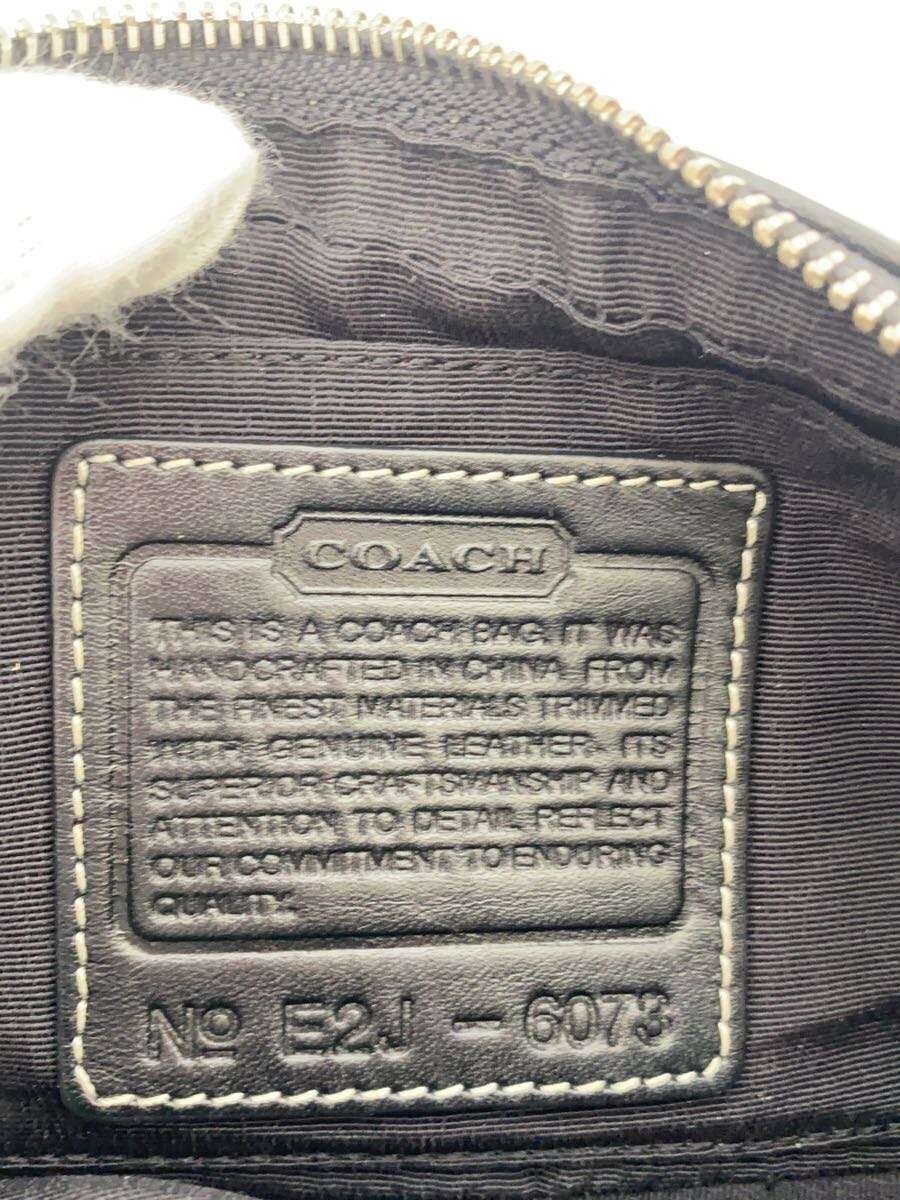 COACH
THIS IS A COACH BAG. IT WAS
HANDCRAFTED IN CHINA FROM
THE FINEST MATERIALS TRIMMED
WITH GENUINE LEATHER. ITS
SUPERIOR CRAFTSMANSHIP AND
ATTENTION TO DETAIL REFLECT
OUR COMMITMENT TO ENDURING
QUALITY.
Nº E2J - 6073